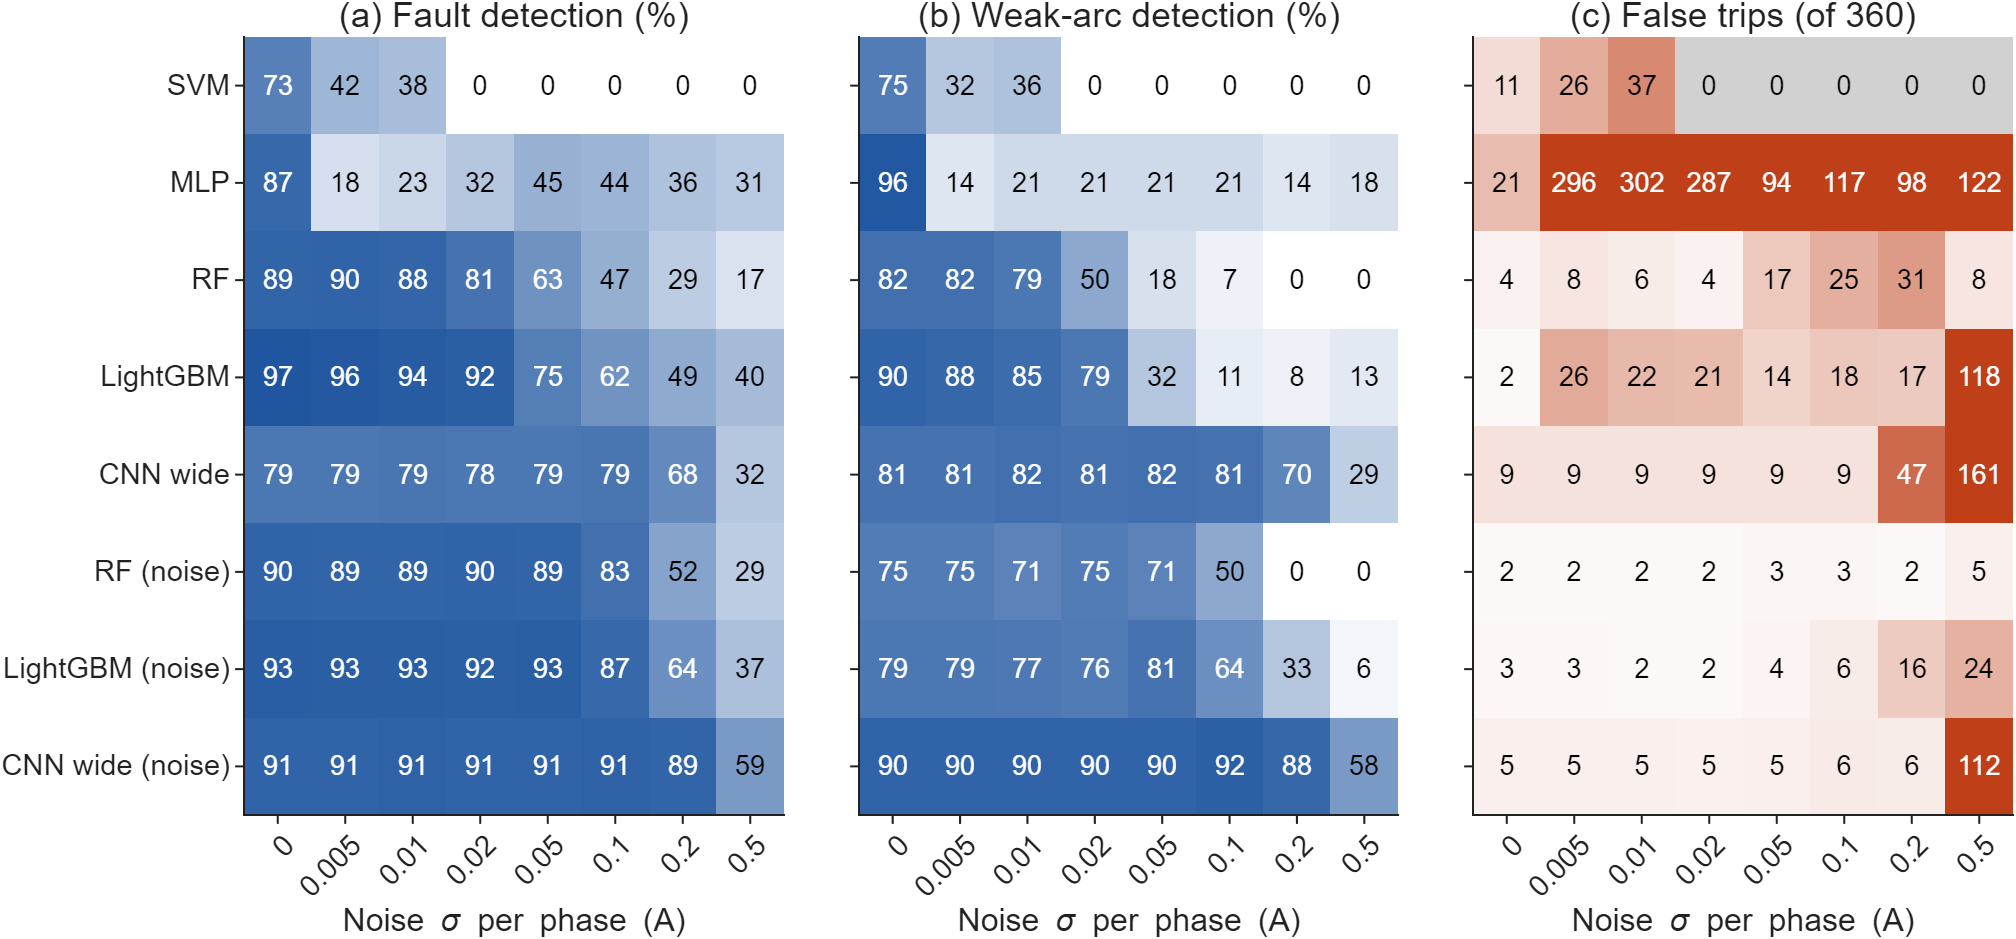 (a) Fault detection (%) (b) Weak-arc detection (%) (c) False trips (of 360)
SVM 73 42 38 0 0 0 0 0 75 32 36 0 0 0 0 0 11 26 37 0 0 0 0 0
MLP 87 18 23 32 45 44 36 31 96 14 21 21 21 21 14 18 21 296 302 287 94 117 98 122
RF 89 90 88 81 63 47 29 17 82 82 79 50 18 7 0 0 4 8 6 4 17 25 31 8
LightGBM 97 96 94 92 75 62 49 40 90 88 85 79 32 11 8 13 2 26 22 21 14 18 17 118
CNN wide 79 79 79 78 79 79 68 32 81 81 82 81 82 81 70 29 9 9 9 9 9 9 47 161
RF (noise) 90 89 89 90 89 83 52 29 75 75 71 75 71 50 0 0 2 2 2 2 3 3 2 5
LightGBM (noise) 93 93 93 92 93 87 64 37 79 79 77 76 81 64 33 6 3 3 2 2 4 6 16 24
CNN wide (noise) 91 91 91 91 91 91 89 59 90 90 90 90 90 92 88 58 5 5 5 5 5 6 6 112
0 0.005 0.01 0.02 0.05 0.1 0.2 0.5 0 0.005 0.01 0.02 0.05 0.1 0.2 0.5 0 0.005 0.01 0.02 0.05 0.1 0.2 0.5
Noise σ per phase (A) Noise σ per phase (A) Noise σ per phase (A)